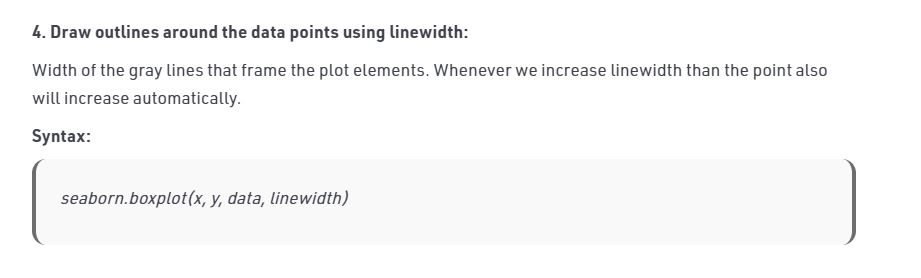 4. Draw outlines around the data points using linewidth:
Width of the gray lines that frame the plot elements. Whenever we increase linewidth than the point also
will increase automatically.
Syntax:
seaborn.boxplot(x, y, data, linewidth)